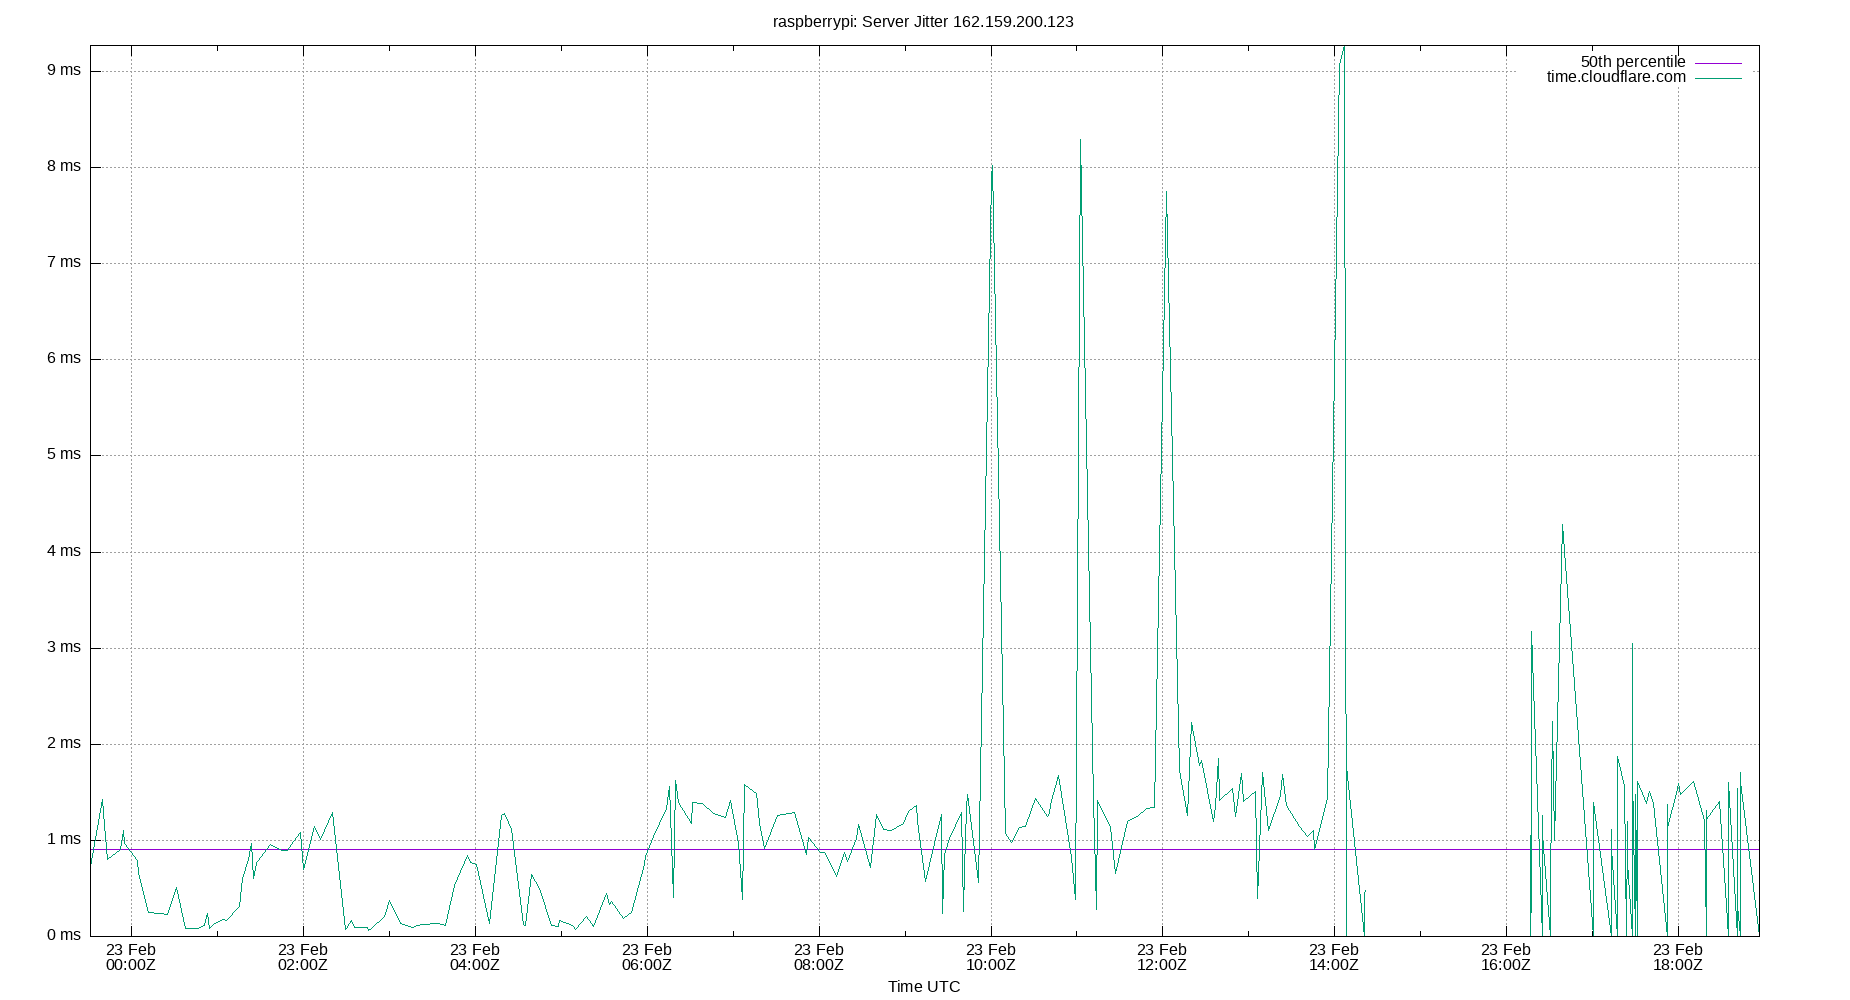 raspberrypi: Server Jitter 162.159.200.123
50th percentile
time.cloudflare.com
9 ms
8 ms
7 ms
6 ms
5 ms
4 ms
3 ms
2 ms
1 ms
0 ms
23 Feb 23 Feb 23 Feb 23 Feb 23 Feb 23 Feb 23 Feb 23 Feb 23 Feb 23 Feb
00:00Z 02:00Z 04:00Z 06:00Z 08:00Z 10:00Z 12:00Z 14:00Z 16:00Z 18:00Z
Time UTC